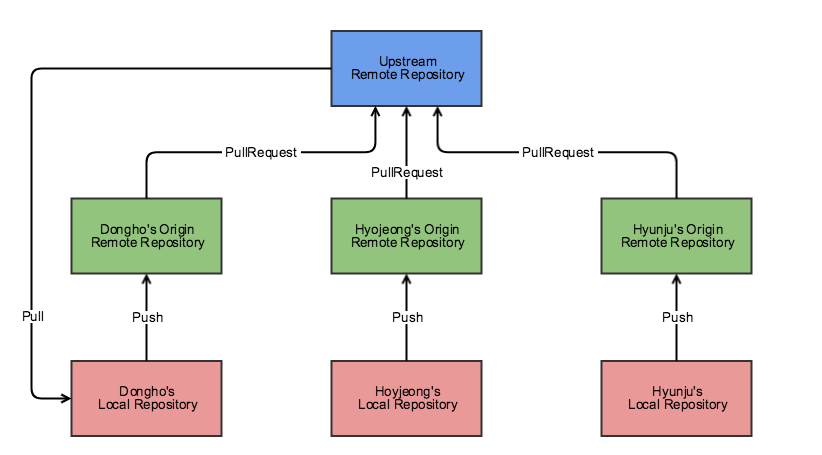 Upstream
Remote Repository
PullRequest
PullRequest
PullRequest
Dongho's Origin
Remote Repository
Hyojeong's Origin
Remote Repository
Hyunju's Origin
Remote Repository
Pull
Push
Push
Push
Dongho's
Local Repository
Hoyjeong's
Local Repository
Hyunju's
Local Repository